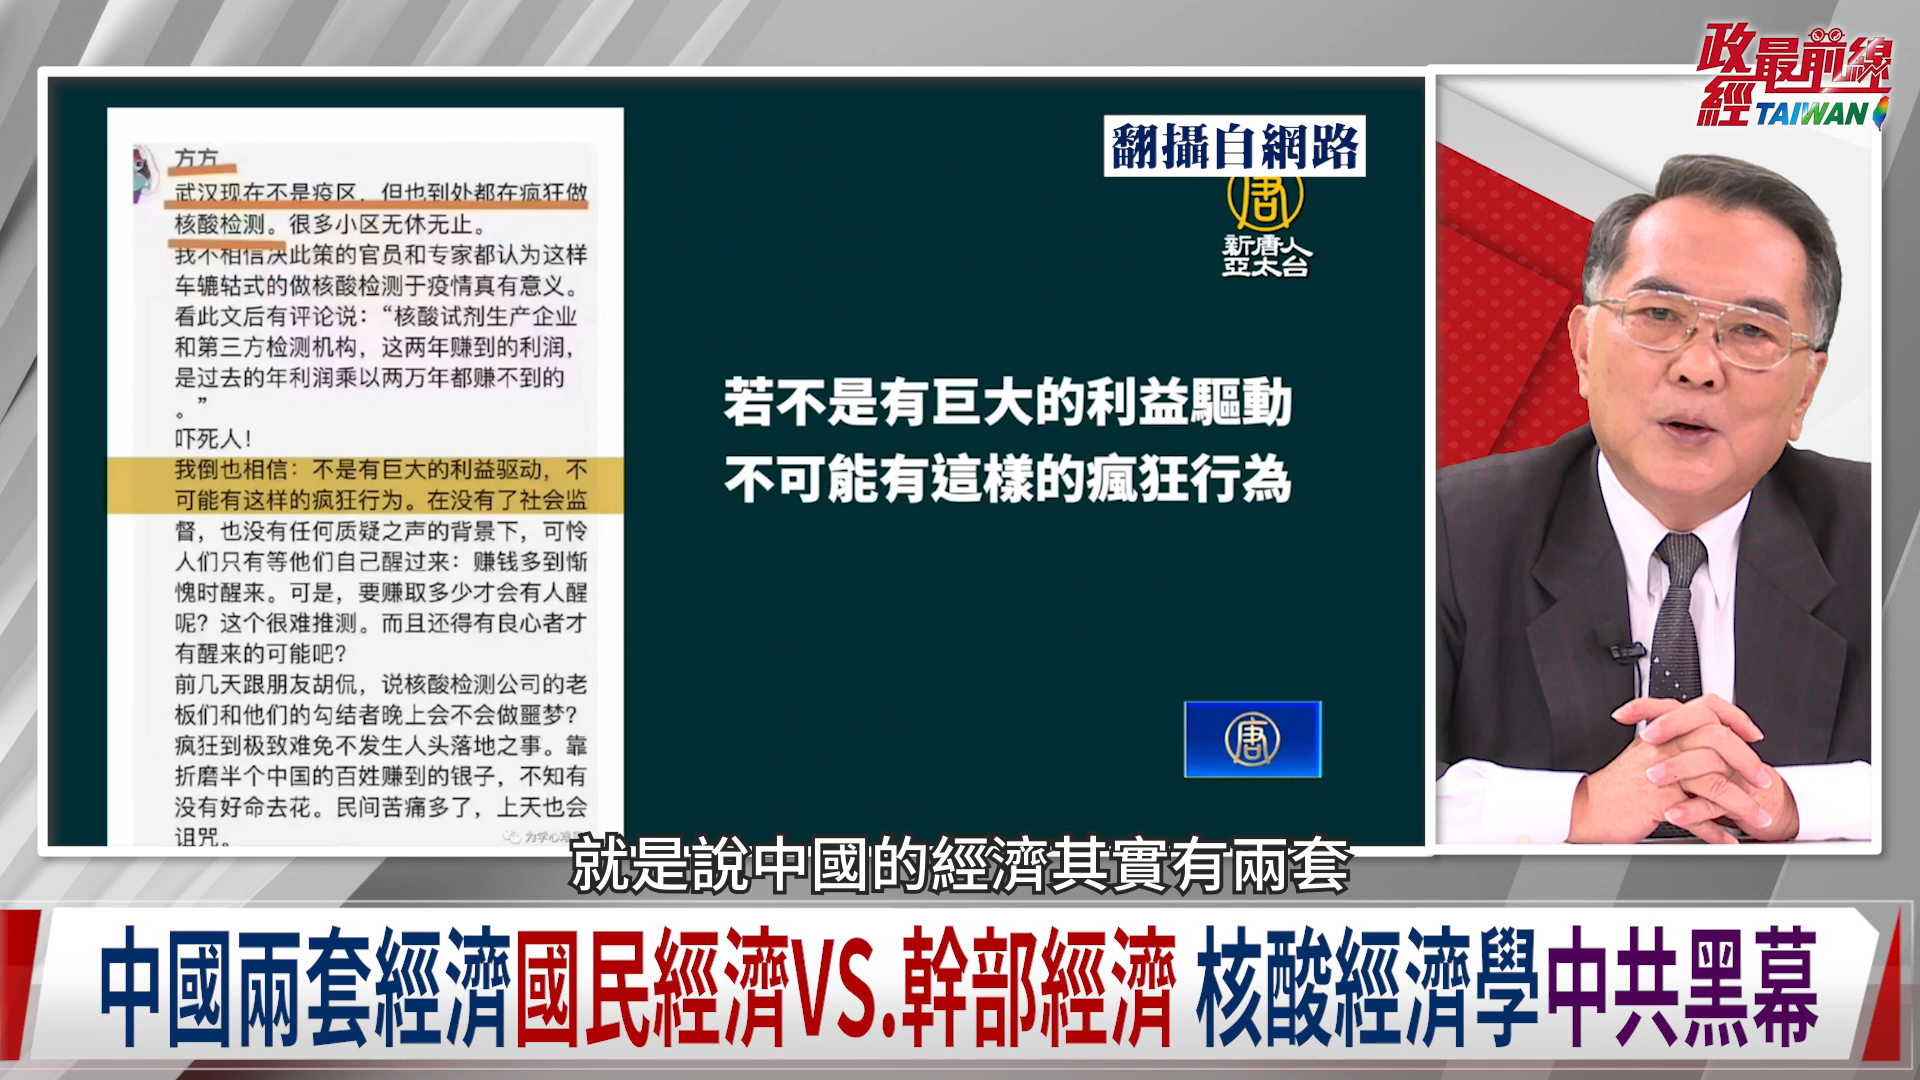 政經最前線
TAIWAN
翻攝自網路
唐
新唐人
亞太台
方方
武汉现在不是疫区，但也到处都在疯狂做
核酸检测。很多小区无休无止。
我不相信决此策的官员和专家都认为这样
车辘轱式的做核酸检测于疫情真有意义。
看此文后有评论说：“核酸试剂生产企业
和第三方检测机构，这两年赚到的利润，
是过去的年利润乘以两万年都赚不到的
。”
吓死人！
我倒也相信：不是有巨大的利益驱动，不
可能有这样的疯狂行为。在没有了社会监
督，也没有任何质疑之声的背景下，可怜
人们只有等他们自己醒过来：赚钱多到惭
愧时醒来。可是，要赚取多少才会有人醒
呢？这个很难推测。而且还得有良心者才
有醒来的可能吧？
前几天跟朋友胡侃，说核酸检测公司的老
板们和他们的勾结者晚上会不会做噩梦？
疯狂到极致难免不发生人头落地之事。靠
折磨半个中国的百姓赚到的银子，不知有
没有好命去花。民间苦痛多了，上天也会
诅咒。
若不是有巨大的利益驅動
不可能有這樣的瘋狂行為
唐
就是說中國的經濟其實有兩套
中國兩套經濟國民經濟VS.幹部經濟 核酸經濟學中共黑幕